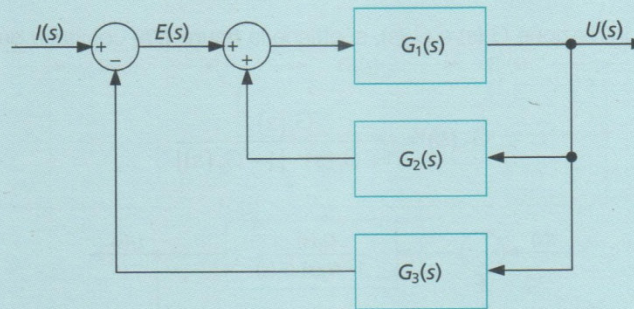 I(s) + − E(s) + + G₁(s) U(s)
G₂(s)
G₃(s)